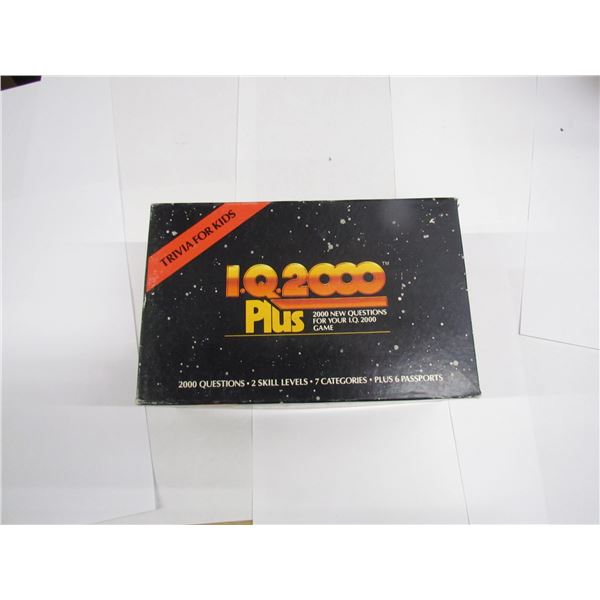 TRIVIA FOR KIDS
I.Q. 2000™
Plus
2000 NEW QUESTIONS
FOR YOUR I.Q. 2000
GAME
2000 QUESTIONS • 2 SKILL LEVELS • 7 CATEGORIES • PLUS 6 PASSPORTS